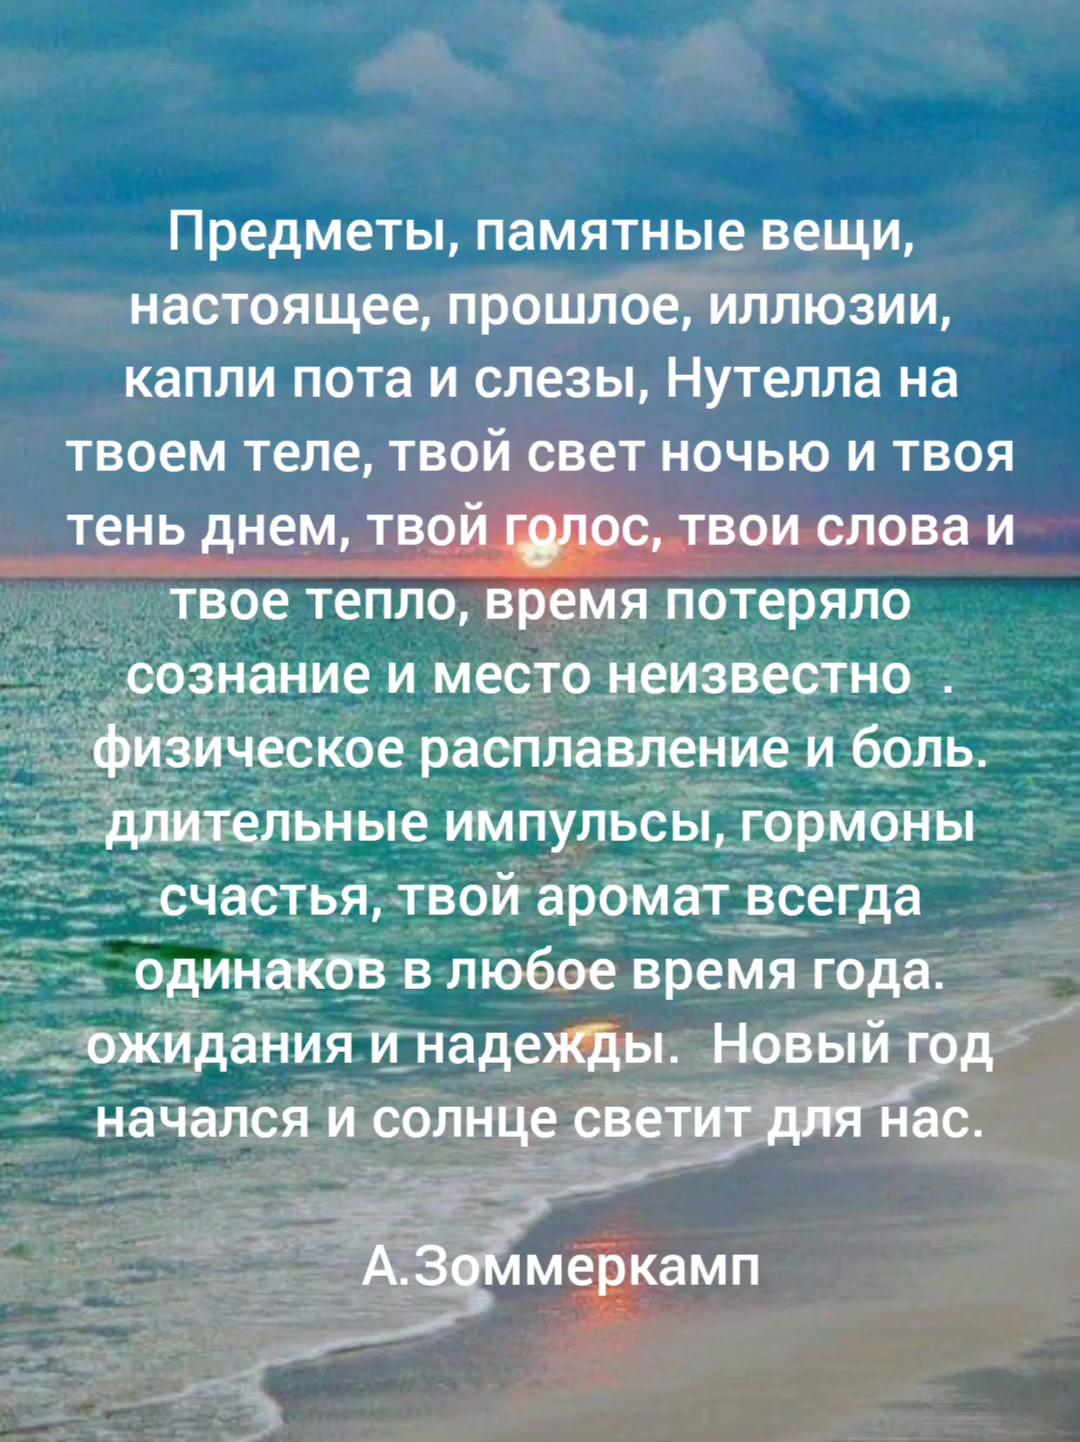 Предметы, памятные вещи,
настоящее, прошлое, иллюзии,
капли пота и слезы, Нутелла на
твоем теле, твой свет ночью и твоя
тень днем, твой голос, твои слова и
твое тепло, время потеряло
сознание и место неизвестно  .
физическое расплавление и боль.
длительные импульсы, гормоны
счастья, твой аромат всегда
одинаков в любое время года.
ожидания и надежды.  Новый год
начался и солнце светит для нас.
А.Зоммеркамп